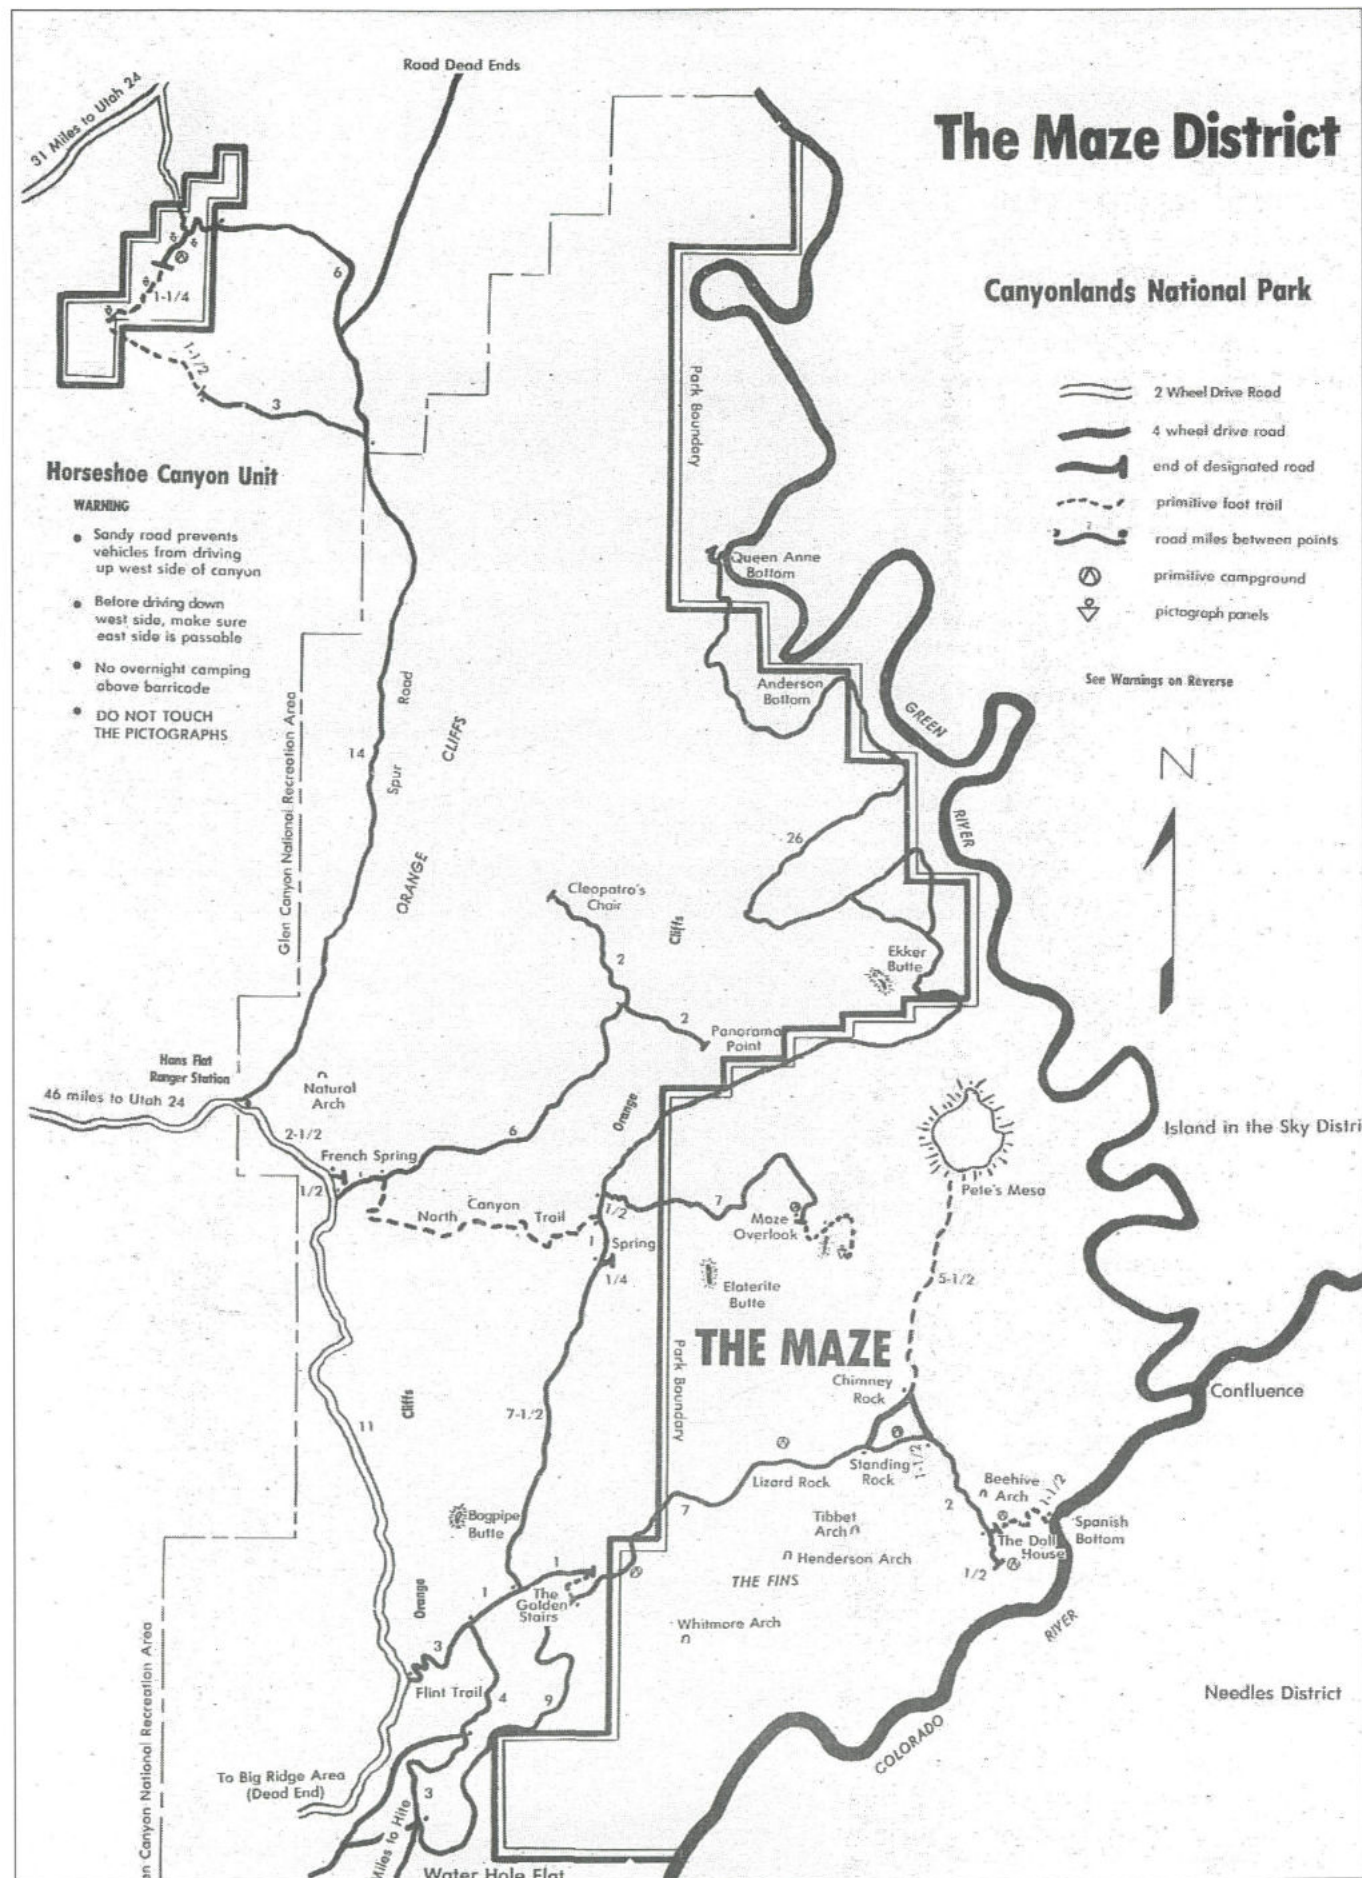 Road Dead Ends
31 Miles to Utah 24
The Maze District
Canyonlands National Park
2 Wheel Drive Road
4 wheel drive road
end of designated road
primitive foot trail
2
road miles between points
primitive campground
pictograph panels
See Warnings on Reverse
N
6
1-1/4
1-1/2
3
Horseshoe Canyon Unit
WARNING
Sandy road prevents
vehicles from driving
up west side of canyon
Before driving down
west side, make sure
east side is passable
No overnight camping
above barricade
DO NOT TOUCH
THE PICTOGRAPHS
Park Boundary
Queen Anne
Bottom
Anderson
Bottom
GREEN
RIVER
Glen Canyon National Recreation Area
14
Spur
Road
ORANGE
CLIFFS
26
Cleopatra's
Chair
Cliffs
2
2
Panorama
Point
Ekker
Butte
Hans Flat
Ranger Station
46 miles to Utah 24
Natural
Arch
2-1/2
French Spring
1/2
6
Orange
North
Canyon
Trail
1/2
7
1
Spring
1/4
Maze
Overlook
Elaterite
Butte
Pete's Mesa
5-1/2
Island in the Sky Distri
THE MAZE
Park Boundary
Chimney
Rock
Confluence
11
Cliffs
7-1/2
Lizard Rock
Standing
Rock
1-1/2
7
2
Beehive
Arch
1-1/2
Spanish
Bottom
The Doll
House
1/2
Tibbet
Arch
Henderson Arch
THE FINS
Whitmore Arch
Bagpipe
Butte
1
1
The
Golden
Stairs
Orange
3
Flint Trail
4
9
RIVER
COLORADO
Needles District
To Big Ridge Area
(Dead End)
3
Miles to Hite
Water Hole Flat
en Canyon National Recreation Area